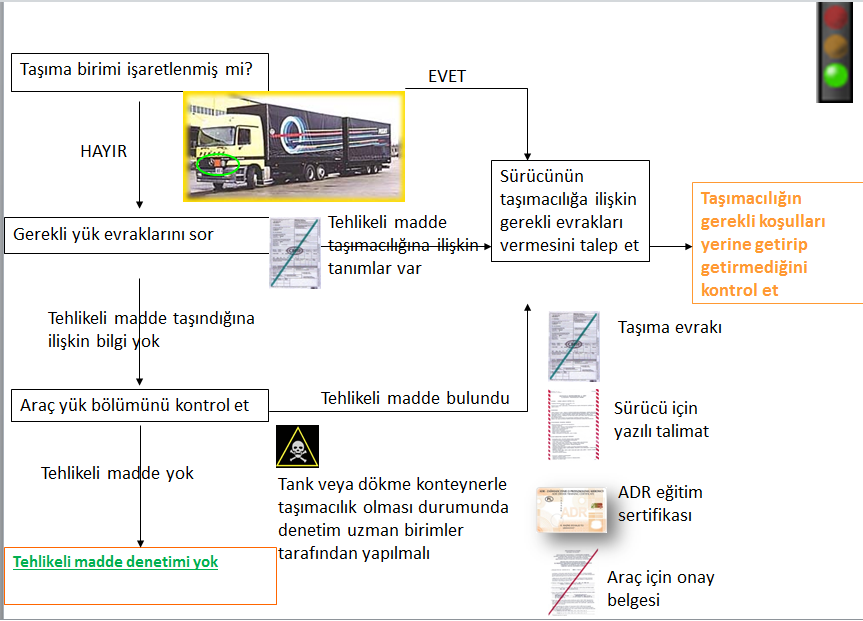 Taşıma birimi işaretlenmiş mi?
EVET
HAYIR
Sürücünün
taşımacılığa ilişkin
gerekli evrakları
vermesini talep et
Taşımacılığın
gerekli koşulları
yerine getirip
getirmediğini
kontrol et
Gerekli yük evraklarını sor
Tehlikeli madde
taşımacılığına ilişkin
tanımlar var
Tehlikeli madde taşındığına
ilişkin bilgi yok
Taşıma evrakı
Araç yük bölümünü kontrol et
Tehlikeli madde bulundu
Sürücü için
yazılı talimat
Tehlikeli madde yok
Tank veya dökme konteynerle
taşımacılık olması durumunda
denetim uzman birimler
tarafından yapılmalı
ADR
ADR eğitim
sertifikası
Tehlikeli madde denetimi yok
Araç için onay
belgesi